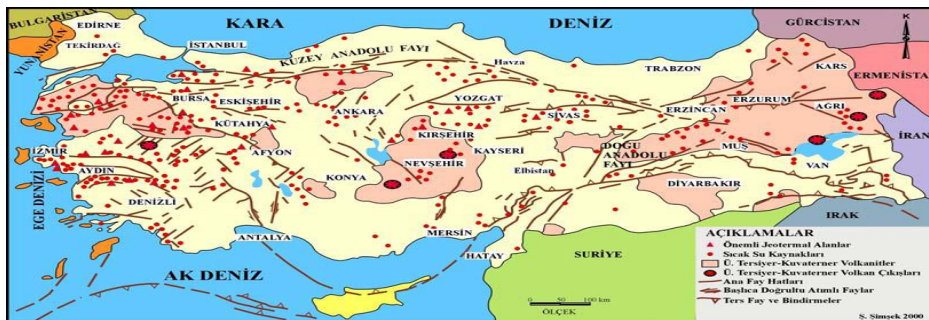 BULGARİSTAN
KARA
DENİZ
GÜRCİSTAN
K
EDİRNE
TEKİRDAĞ
YUNANİSTAN
İSTANBUL
KUZEY ANADOLU FAYI
Havza
TRABZON
KARS
ERMENİSTA
BURSA
ESKİŞEHİR
ANKARA
YOZGAT
SİVAS
ERZİNCAN
ERZURUM
AĞRI
KÜTAHYA
KIRŞEHİR
İRAN
İZMİR
AFYON
KAYSERİ
DOĞU
ANADOLU
FAYI
MUŞ
VAN
AYDIN
KONYA
NEVŞEHİR
Elbistan
DİYARBAKIR
EGE DENİZİ
DENİZLİ
ANTALYA
MERSİN
HATAY
IRAK
SURİYE
AK DENİZ
AÇIKLAMALAR
Önemli Jeotermal Alanlar
Sıcak Su Kaynakları
Ü. Tersiyer-Kuvaterner Volkanitler
Ü. Tersiyer-Kuvaterner Volkan Çıkışları
Ana Fay Hatları
Başlıca Doğrultu Atımlı Faylar
Ters Fay ve Bindirmeler
0 50 100 km
ÖLÇEK
Ş. Şimşek 2000